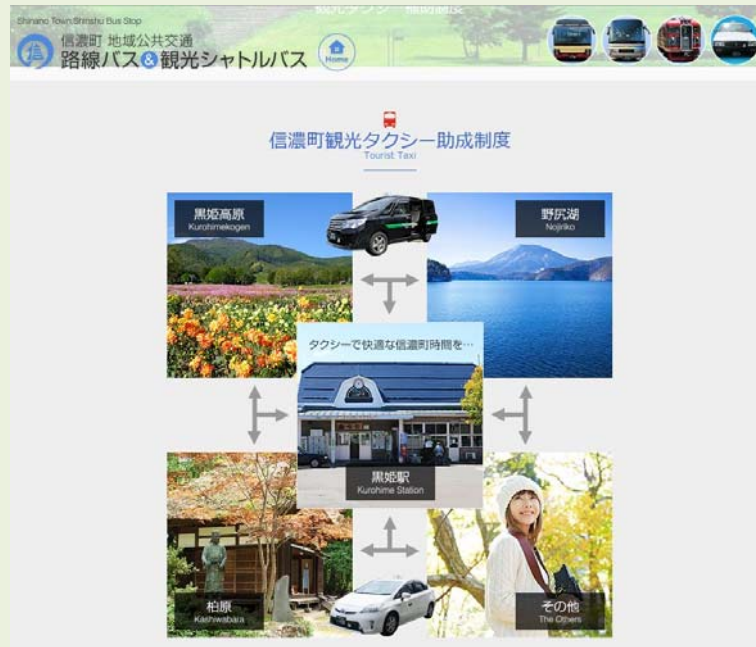 Shinano Town Shinshu Bus Stop
信濃町 地域公共交通
路線バス&観光シャトルバス
Home
信濃町観光タクシー助成制度
Tourist Taxi
黒姫高原
Kurohimekogen
野尻湖
Nojiriko
タクシーで快適な信濃町時間を…
黒姫駅
Kurohime Station
柏原
Kashiwabara
その他
The Others